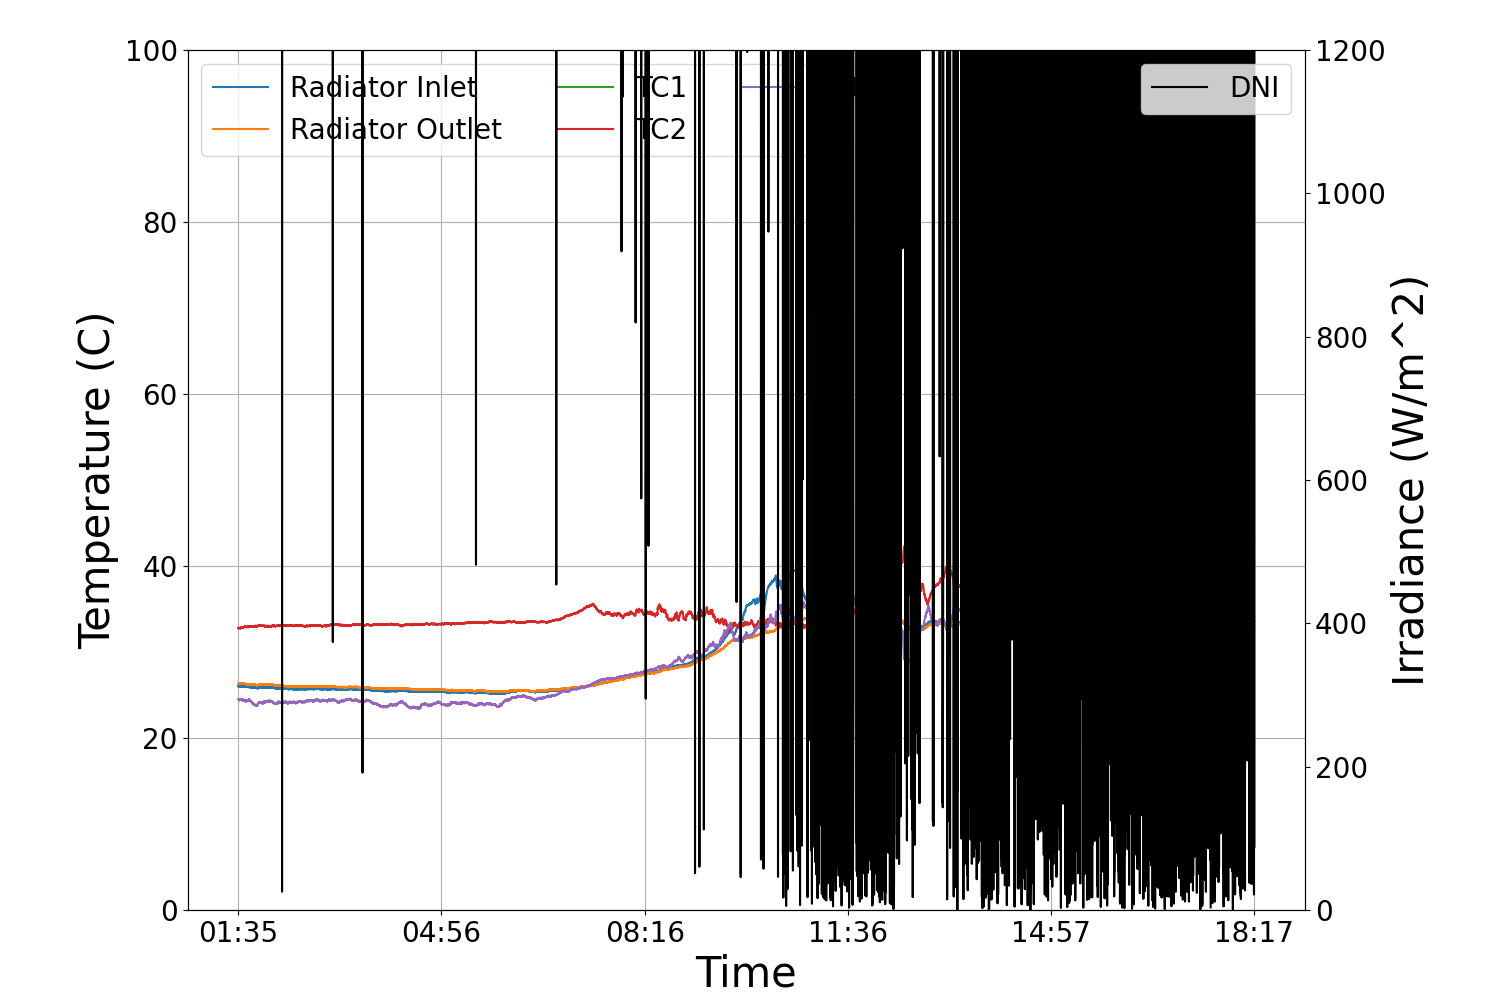 Radiator Inlet
Radiator Outlet
TC1
TC2
DNI
100
80
60
40
20
0
Temperature (C)
1200
1000
800
600
400
200
0
Irradiance (W/m^2)
01:35 04:56 08:16 11:36 14:57 18:17
Time